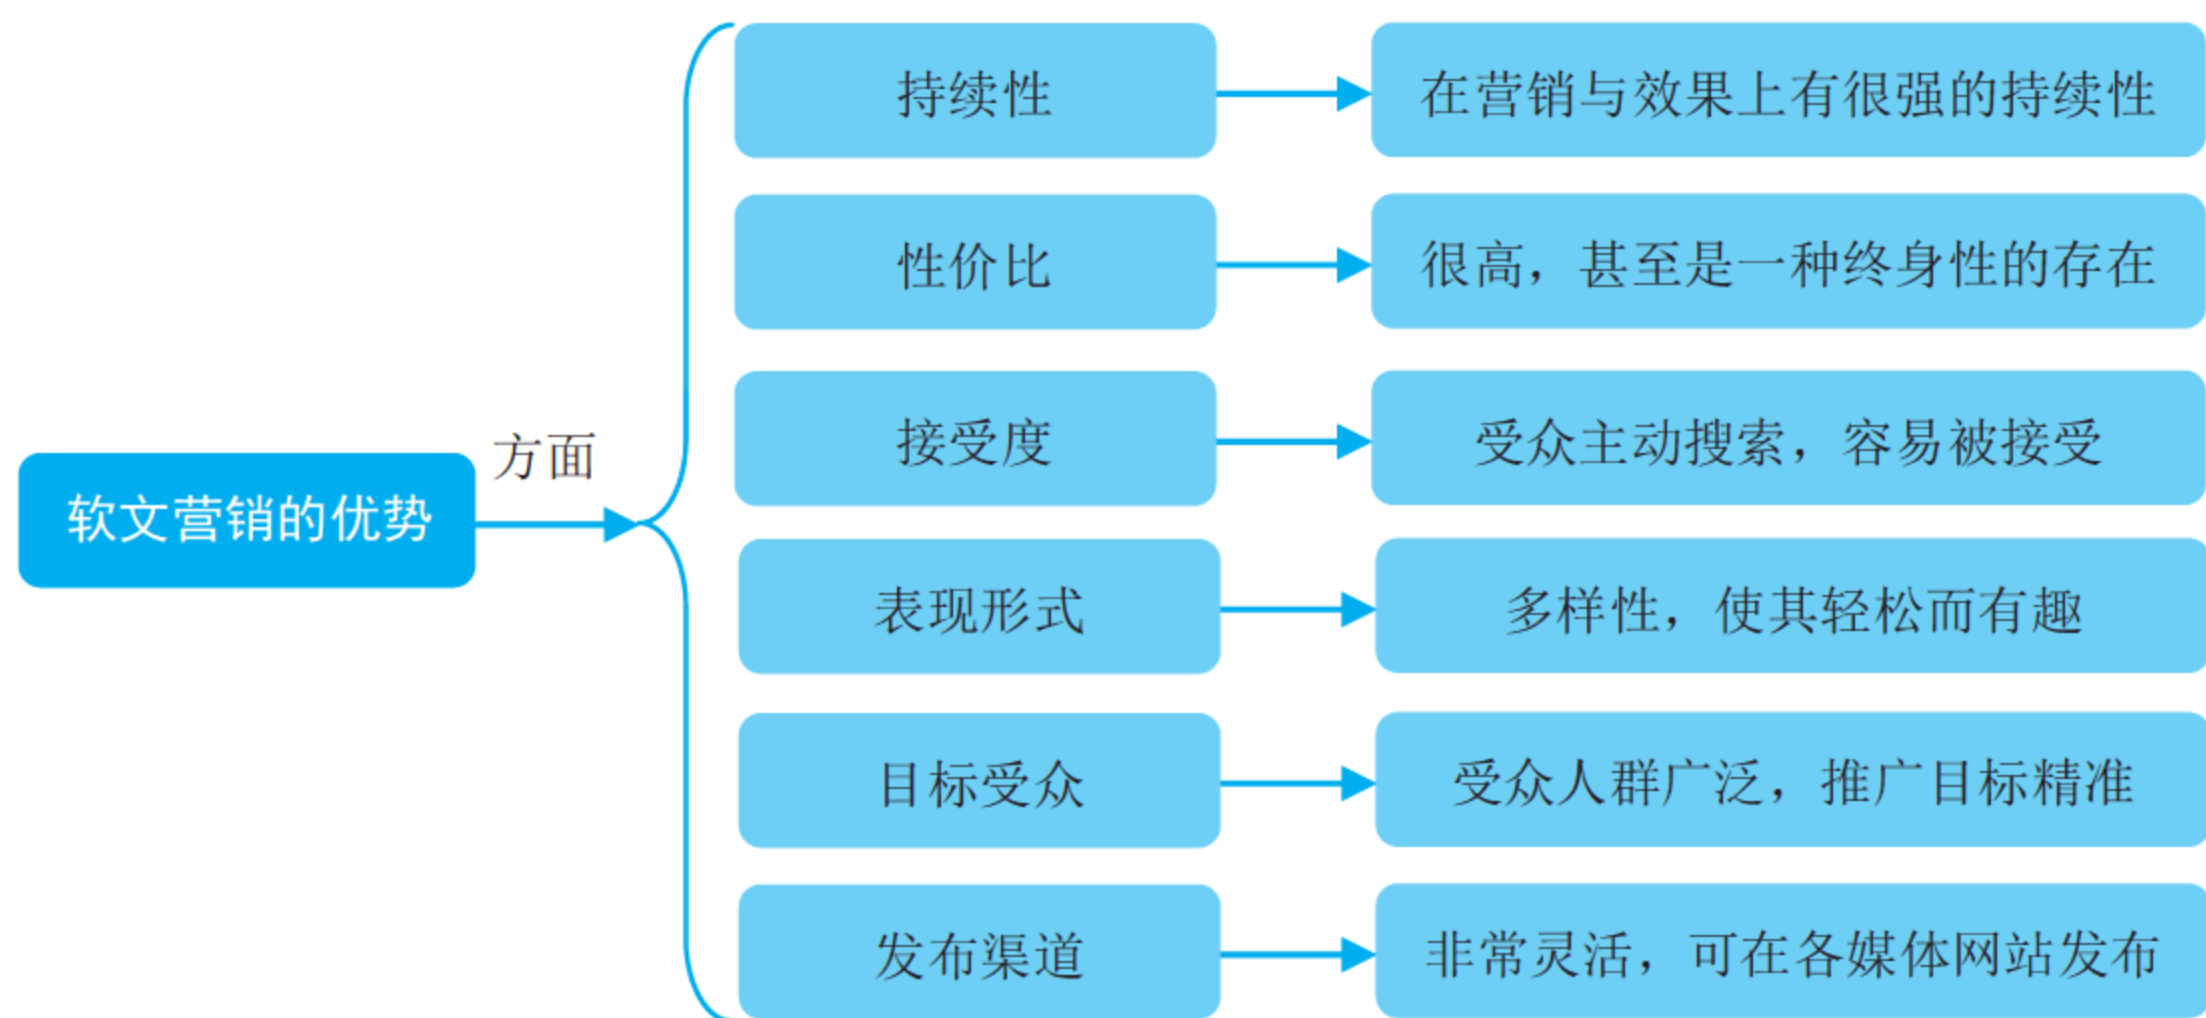 软文营销的优势
方面
持续性
在营销与效果上有很强的持续性
性价比
很高，甚至是一种终身性的存在
接受度
受众主动搜索，容易被接受
表现形式
多样性，使其轻松而有趣
目标受众
受众人群广泛，推广目标精准
发布渠道
非常灵活，可在各媒体网站发布